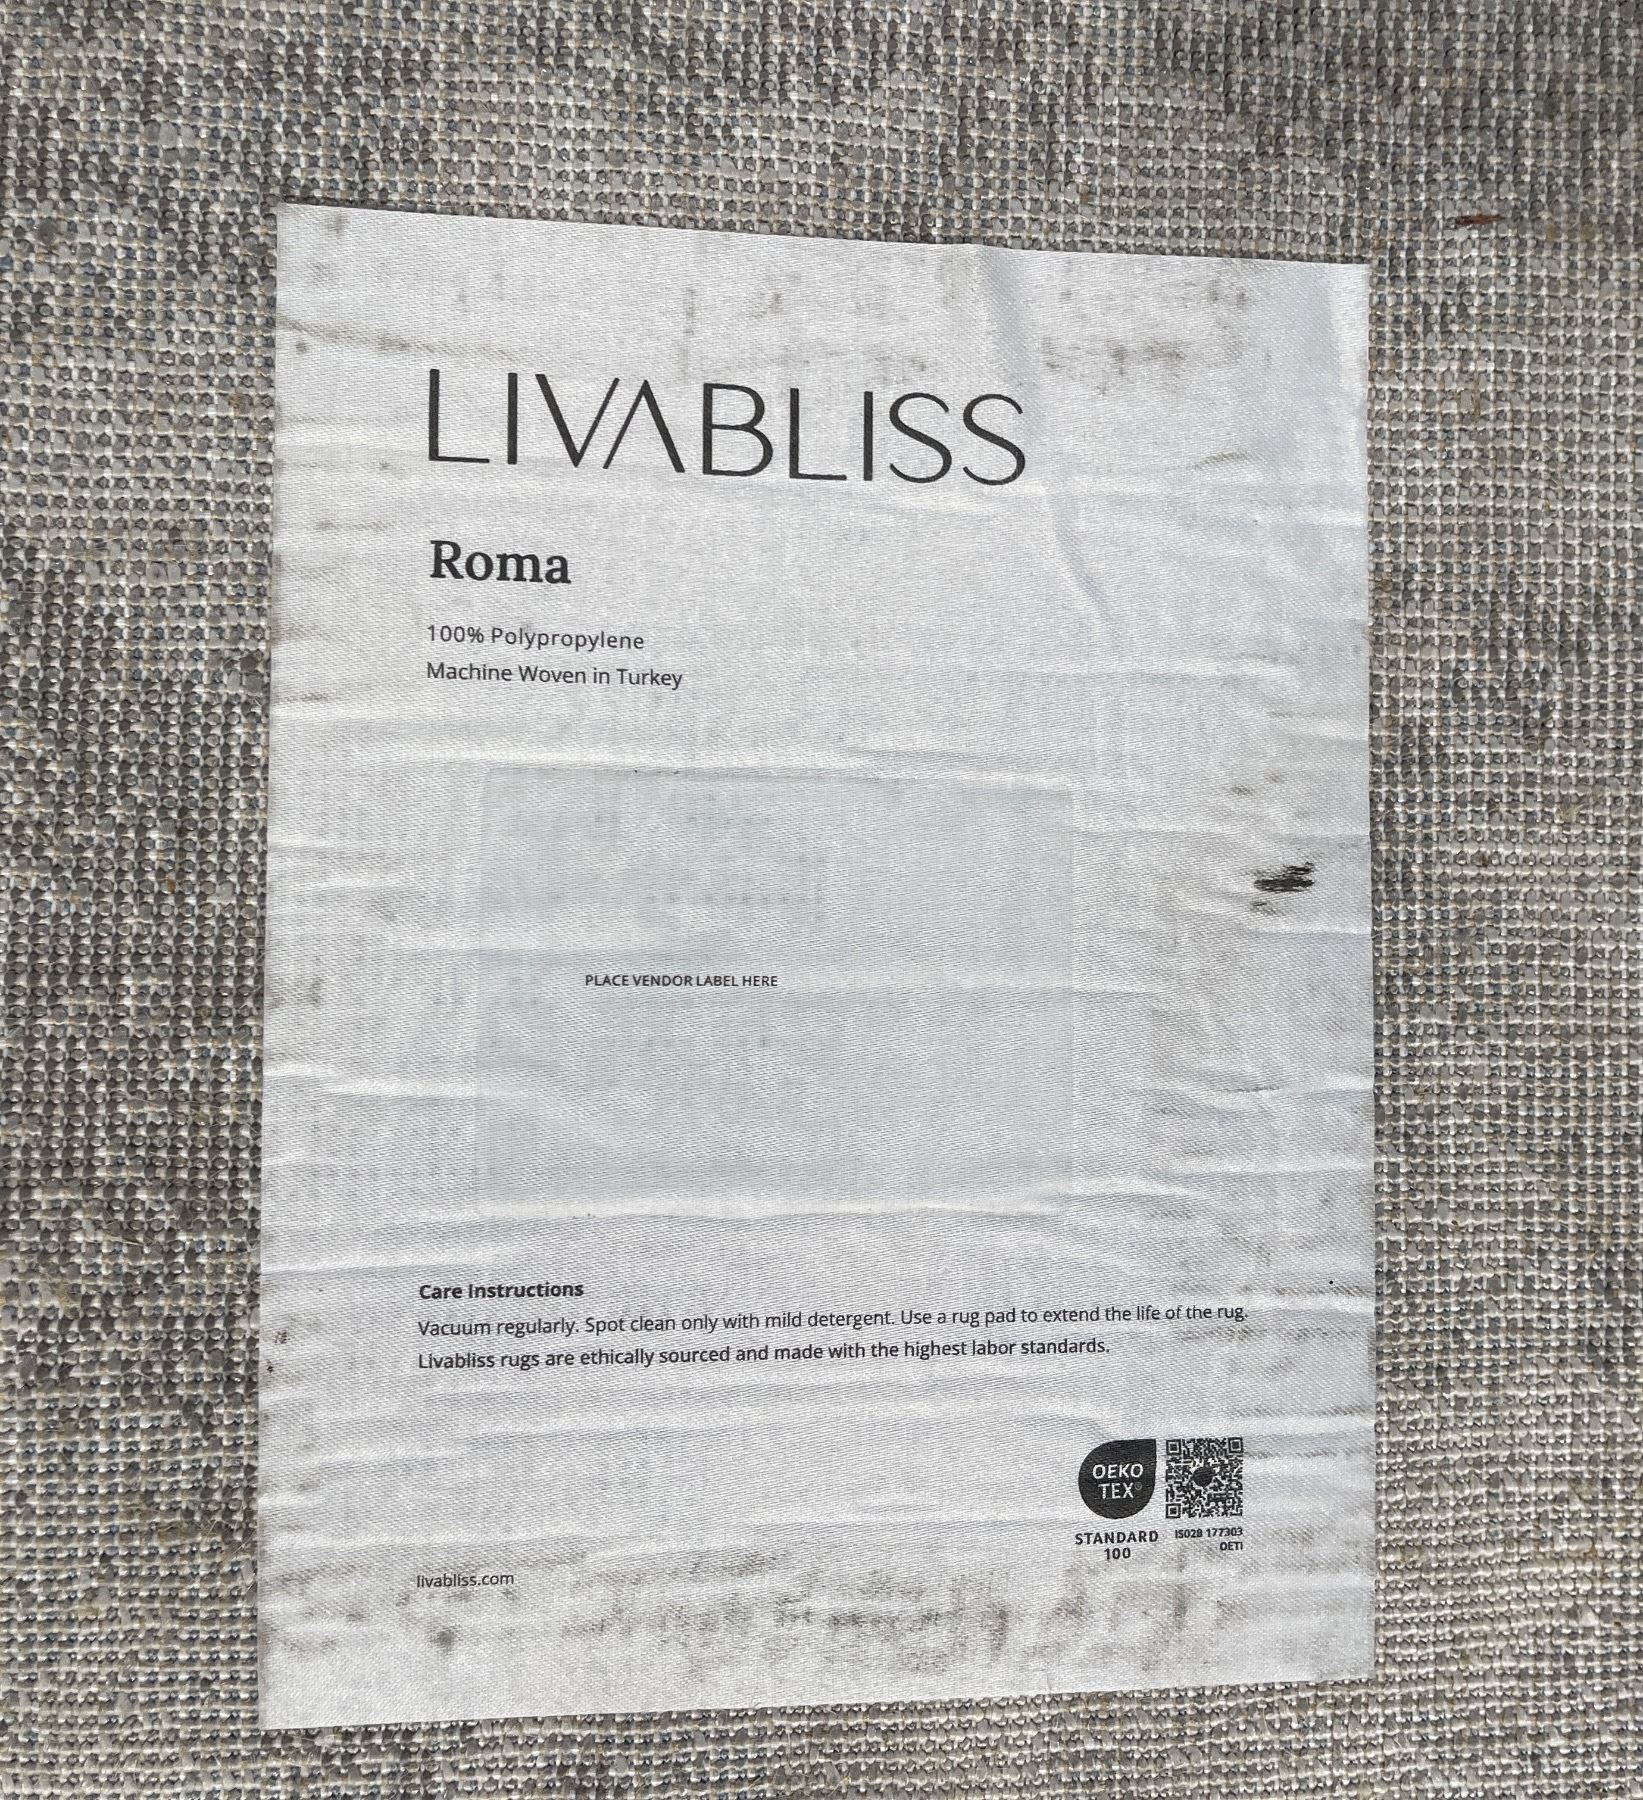 LIVABLISS
Roma
100% Polypropylene
Machine Woven in Turkey
PLACE VENDOR LABEL HERE
Care Instructions
Vacuum regularly. Spot clean only with mild detergent. Use a rug pad to extend the life of the rug.
Livabliss rugs are ethically sourced and made with the highest labor standards.
OEKO
TEX®
STANDARD
100
IS028 177303
OETI
livabliss.com